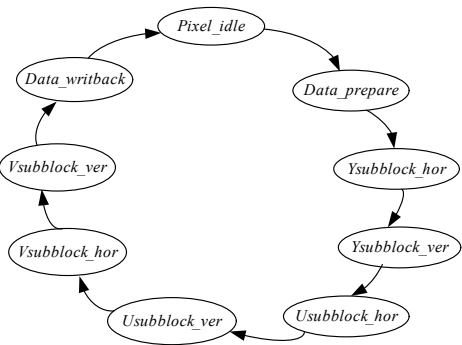 Pixel_idle
Data_prepare
Ysubblock_hor
Ysubblock_ver
Usubblock_hor
Usubblock_ver
Vsubblock_hor
Vsubblock_ver
Data_writback